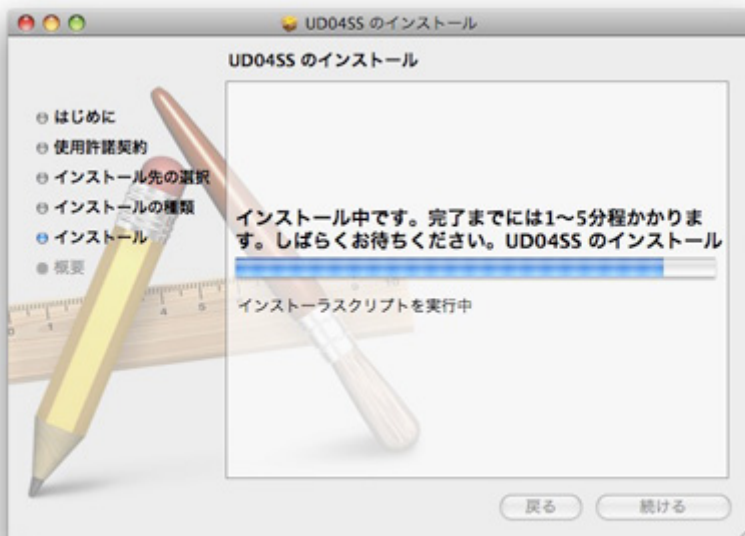 UD04SS のインストール
UD04SS のインストール
はじめに
使用許諾契約
インストール先の選択
インストールの種類
インストール
概要
インストール中です。完了までには1〜5分程かかりま
す。しばらくお待ちください。UD04SS のインストール
インストーラスクリプトを実行中
戻る
続ける